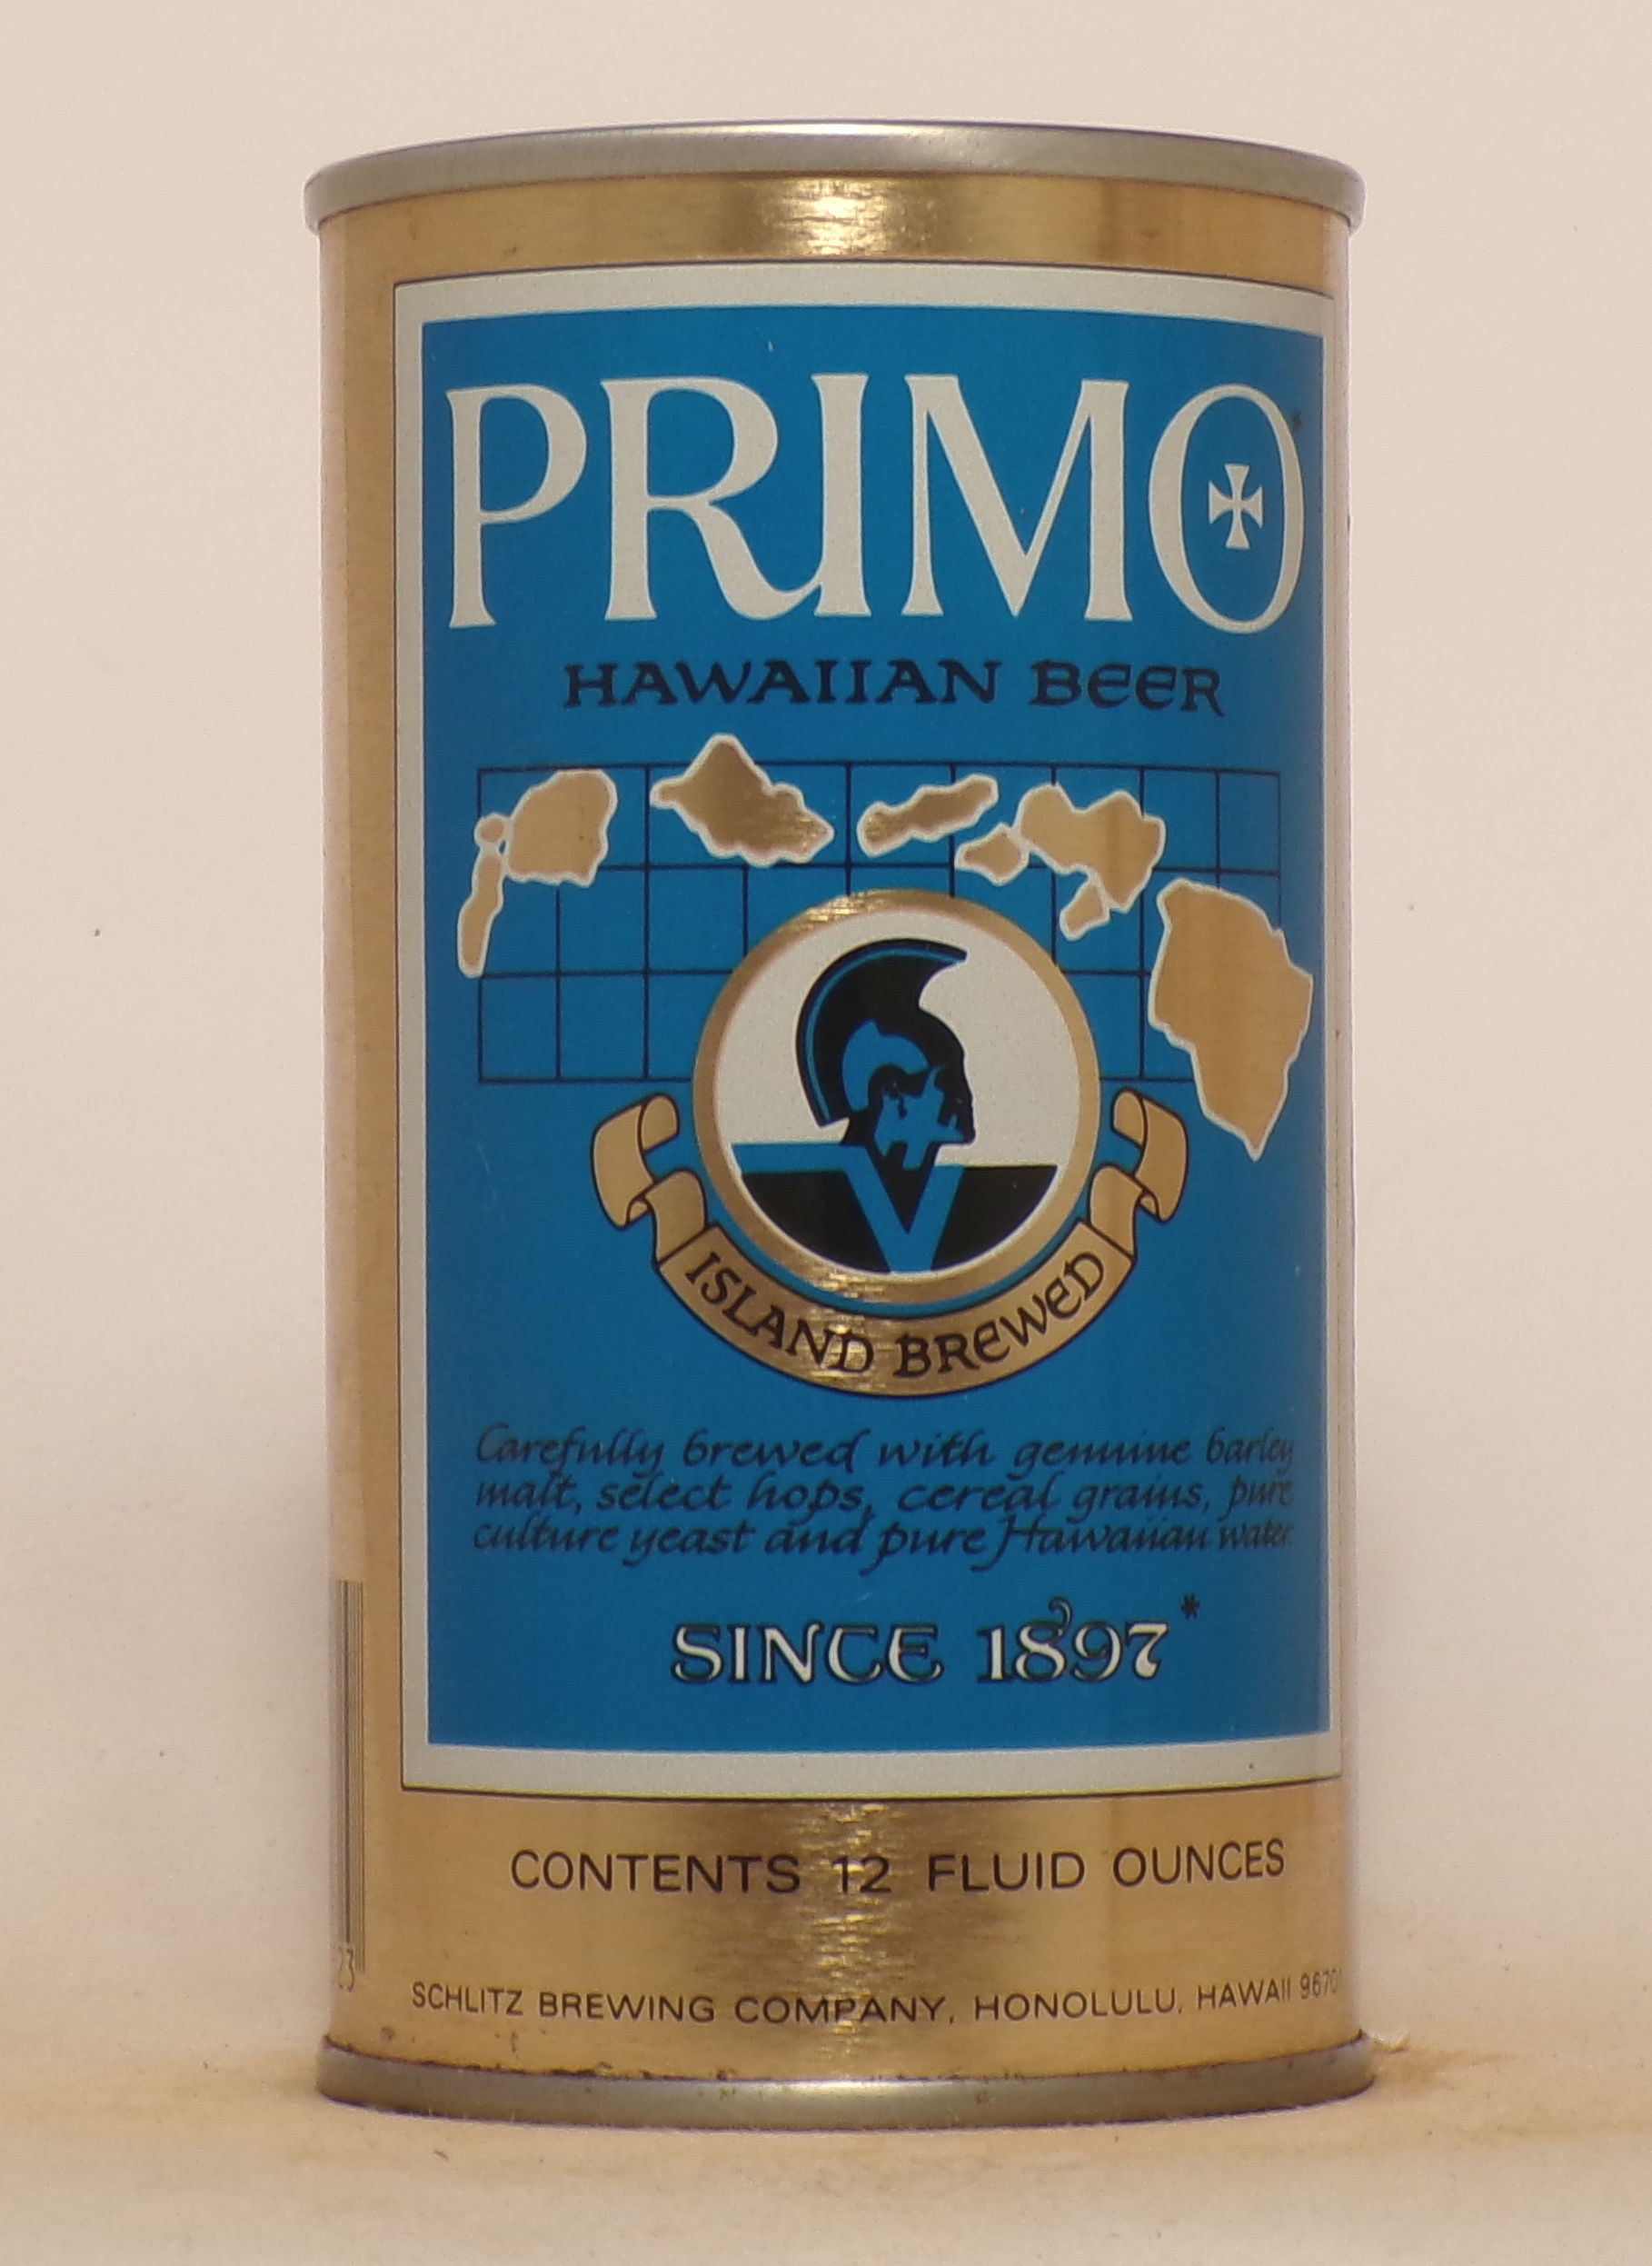 PRIMO*
HAWAIIAN BEER
ISLAND BREWED
Carefully brewed with genuine barley
malt, select hops, cereal grains, pure
culture yeast and pure Hawaiian water.
SINCE 1897*
CONTENTS 12 FLUID OUNCES
23
SCHLITZ BREWING COMPANY, HONOLULU, HAWAII